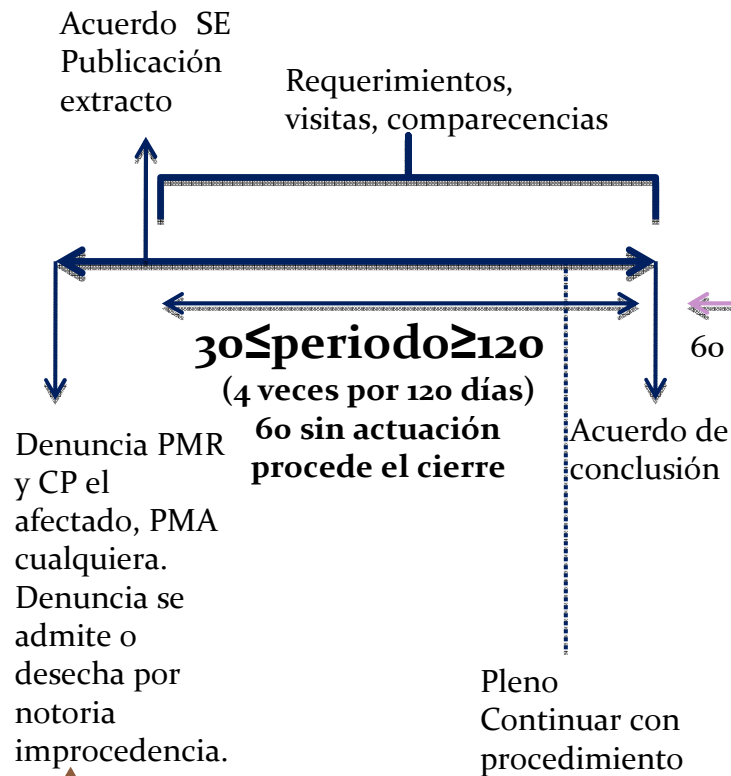 Acuerdo SE
Publicación
extracto
Requerimientos,
visitas, comparecencias
30≤periodo≥120
(4 veces por 120 días)
60 sin actuación
procede el cierre
60
Denuncia PMR
y CP el
afectado, PMA
cualquiera.
Denuncia se
admite o
desecha por
notoria
improcedencia.
Acuerdo de
conclusión
Pleno
Continuar con
procedimiento